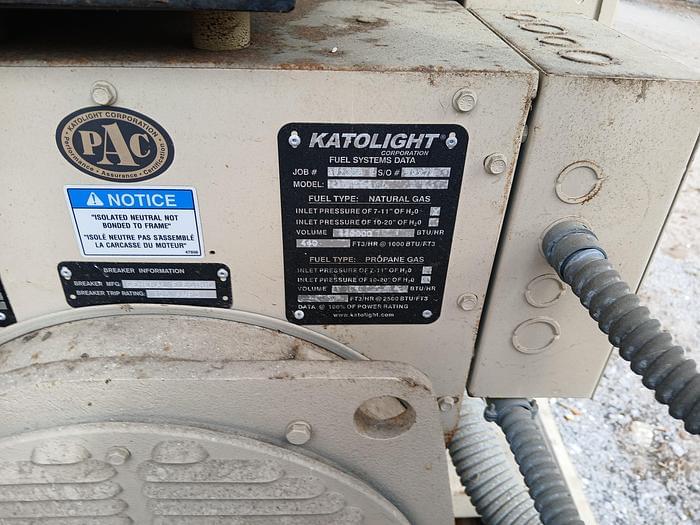 KATOLIGHT CORPORATION
PAC
Performance • Assurance • Certification
NOTICE
"ISOLATED NEUTRAL NOT
BONDED TO FRAME"
"ISOLÉ NEUTRE PAS S'ASSEMBLÉ
LA CARCASSE DU MOTEUR"
BREAKER INFORMATION
BREAKER MFG.
BREAKER TRIP RATING:
KATOLIGHT®
CORPORATION
FUEL SYSTEMS DATA
JOB # S/O #
MODEL:
FUEL TYPE: NATURAL GAS
INLET PRESSURE OF 7-11" OF H20
INLET PRESSURE OF 10-20" OF H20
VOLUME BTU/HR
FT3/HR @ 1000 BTU/FT3
FUEL TYPE: PROPANE GAS
INLET PRESSURE OF 7-11" OF H20
INLET PRESSURE OF 10-20" OF H20
VOLUME BTU/HR
FT3/HR @ 2500 BTU/FT3
DATA @ 100% OF POWER RATING
www.katolight.com